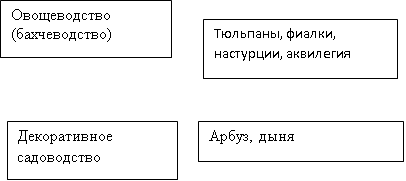 Овощеводство
(бахчеводство)
Тюльпаны, фиалки,
настурции, аквилегия
Декоративное
садоводство
Арбуз, дыня